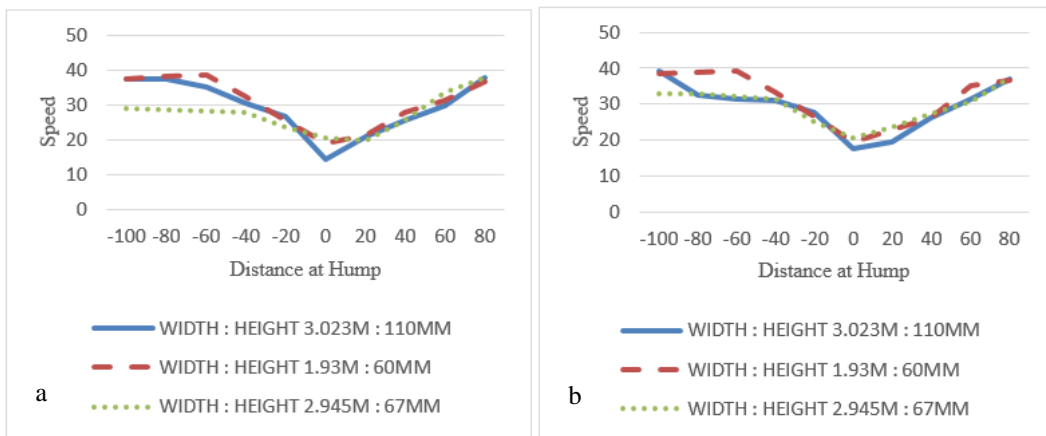 50
40
30
20
10
0
Speed
-100 -80 -60 -40 -20 0 20 40 60 80
Distance at Hump
WIDTH : HEIGHT 3.023M : 110MM
WIDTH : HEIGHT 1.93M : 60MM
WIDTH : HEIGHT 2.945M : 67MM
a
50
40
30
20
10
0
Speed
-100 -80 -60 -40 -20 0 20 40 60 80
Distance at Hump
WIDTH : HEIGHT 3.023M : 110MM
WIDTH : HEIGHT 1.93M : 60MM
WIDTH : HEIGHT 2.945M : 67MM
b